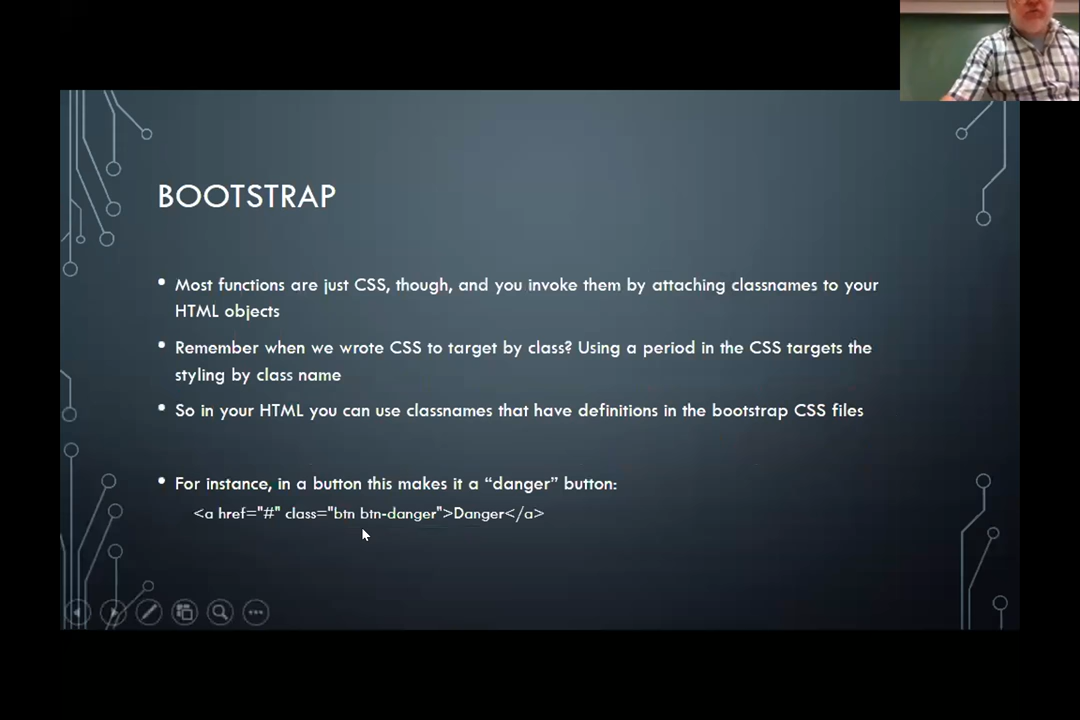 BOOTSTRAP
• Most functions are just CSS, though, and you invoke them by attaching classnames to your
HTML objects
• Remember when we wrote CSS to target by class? Using a period in the CSS targets the
styling by class name
• So in your HTML you can use classnames that have definitions in the bootstrap CSS files
• For instance, in a button this makes it a “danger” button:
<a href="#" class="btn btn-danger">Danger</a>